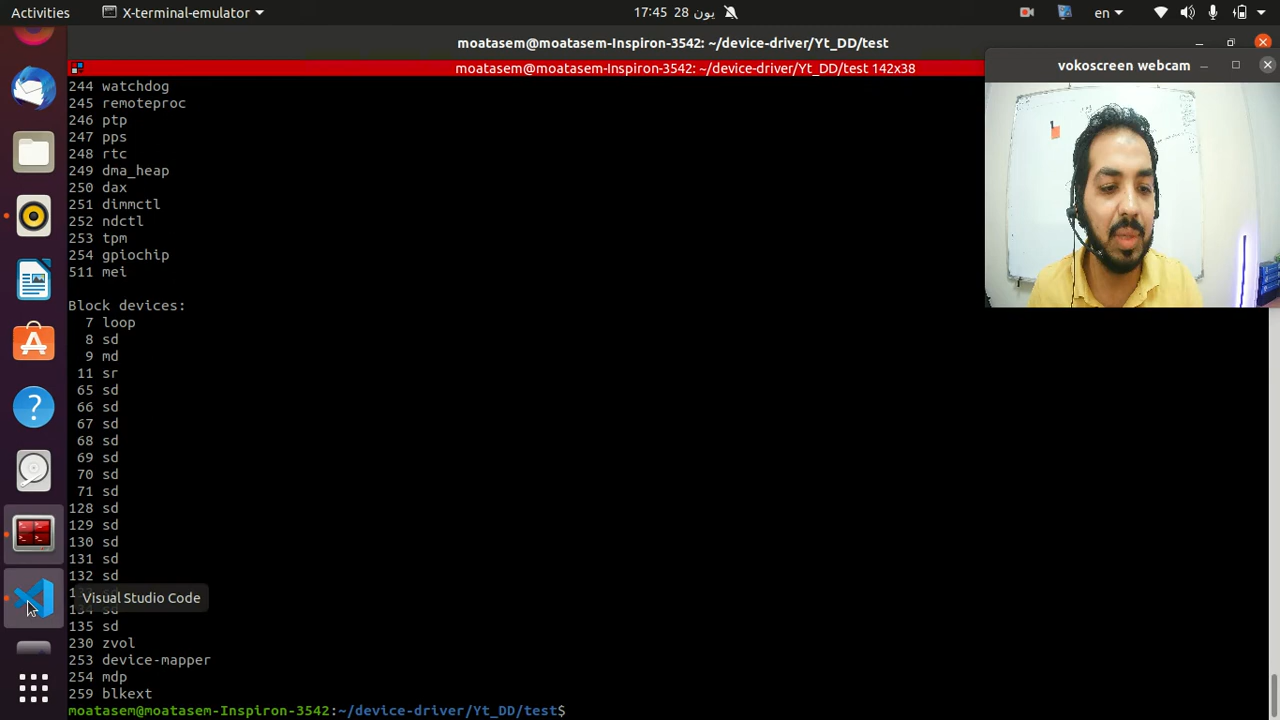 Activities
X-terminal-emulator
17:45 28 يون
en
moatasem@moatasem-Inspiron-3542: ~/device-driver/Yt_DD/test
moatasem@moatasem-Inspiron-3542: ~/device-driver/Yt_DD/test 142x38
vokoscreen webcam
244 watchdog
245 remoteproc
246 ptp
247 pps
248 rtc
249 dma_heap
250 dax
251 dimmctl
252 ndctl
253 tpm
254 gpiochip
511 mei
Block devices:
7 loop
8 sd
9 md
11 sr
65 sd
66 sd
67 sd
68 sd
69 sd
70 sd
71 sd
128 sd
129 sd
130 sd
131 sd
132 sd
Visual Studio Code
135 sd
230 zvol
253 device-mapper
254 mdp
259 blkext
moatasem@moatasem-Inspiron-3542:~/device-driver/Yt_DD/test$